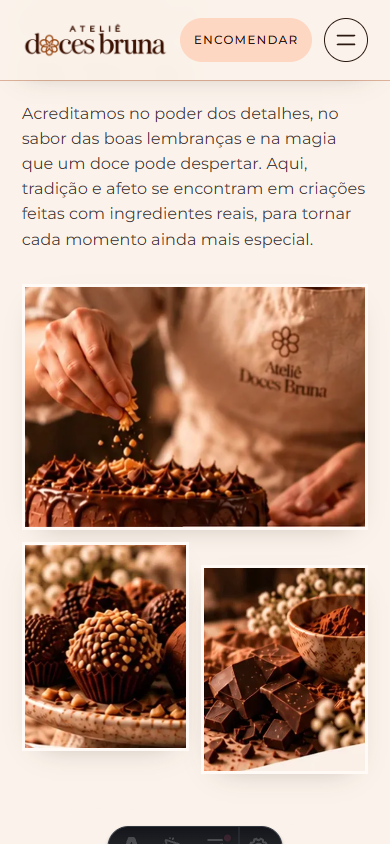 ATELIÊ
doces bruna
ENCOMENDAR
Acreditamos no poder dos detalhes, no
sabor das boas lembranças e na magia
que um doce pode despertar. Aqui,
tradição e afeto se encontram em criações
feitas com ingredientes reais, para tornar
cada momento ainda mais especial.
Ateliê
Doces Bruna